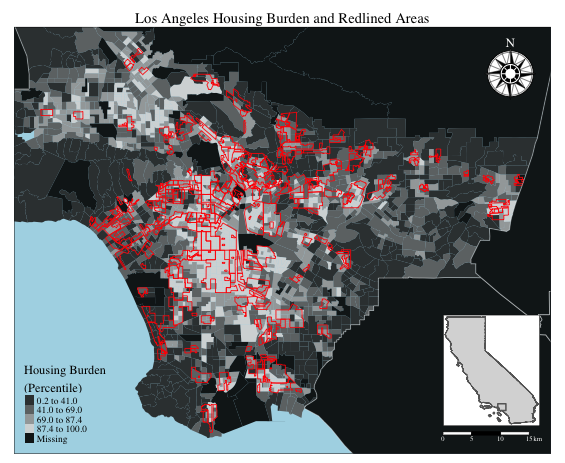 Los Angeles Housing Burden and Redlined Areas
N
Housing Burden
(Percentile)
0.2 to 41.0
41.0 to 69.0
69.0 to 87.4
87.4 to 100.0
Missing
0 5 10 15 km